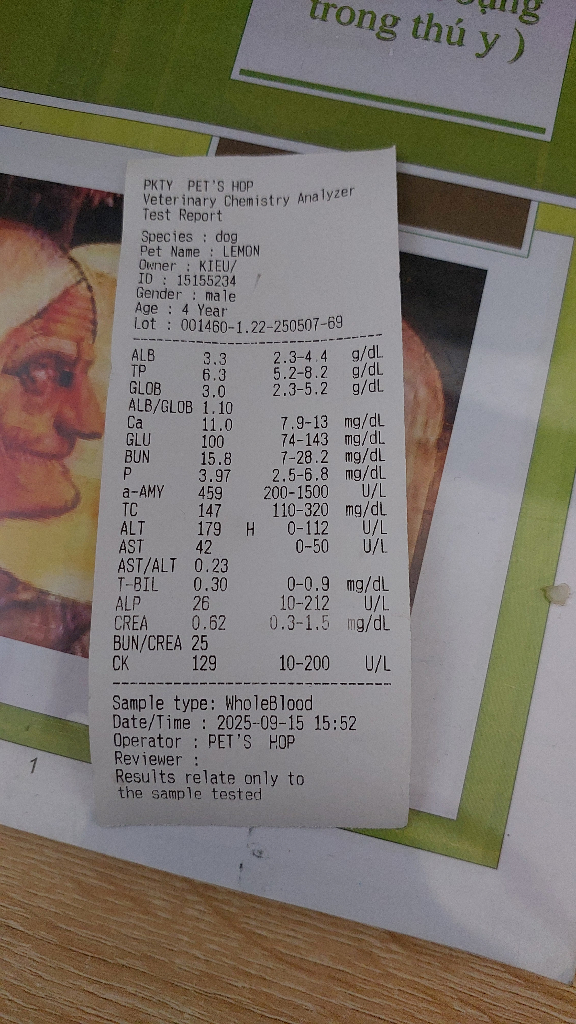 trong thú y )
PKTY PET'S HOP
Veterinary Chemistry Analyzer
Test Report
Species : dog
Pet Name : LEMON
Owner : KIEU/
ID : 15155234
Gender : male
Age : 4 Year
Lot : 001460-1.22-250507-69
ALB 3.3 2.3-4.4 g/dL
TP 6.3 5.2-8.2 g/dL
GLOB 3.0 2.3-5.2 g/dL
ALB/GLOB 1.10
Ca 11.0 7.9-13 mg/dL
GLU 100 74-143 mg/dL
BUN 15.8 7-28.2 mg/dL
P 3.97 2.5-6.8 mg/dL
a-AMY 459 200-1500 U/L
TC 147 110-320 mg/dL
ALT 179 H 0-112 U/L
AST 42 0-50 U/L
AST/ALT 0.23
T-BIL 0.30 0-0.9 mg/dL
ALP 26 10-212 U/L
CREA 0.62 0.3-1.5 mg/dL
BUN/CREA 25
CK 129 10-200 U/L
Sample type: WholeBlood
Date/Time : 2025-09-15 15:52
Operator : PET'S HOP
Reviewer :
Results relate only to
the sample tested
1